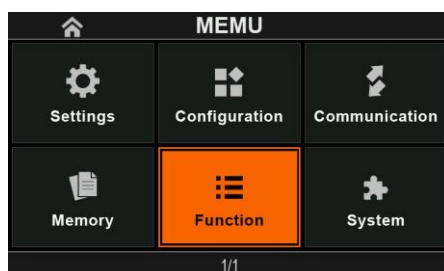 MEMU
Settings
Configuration
Communication
Memory
Function
System
1/1